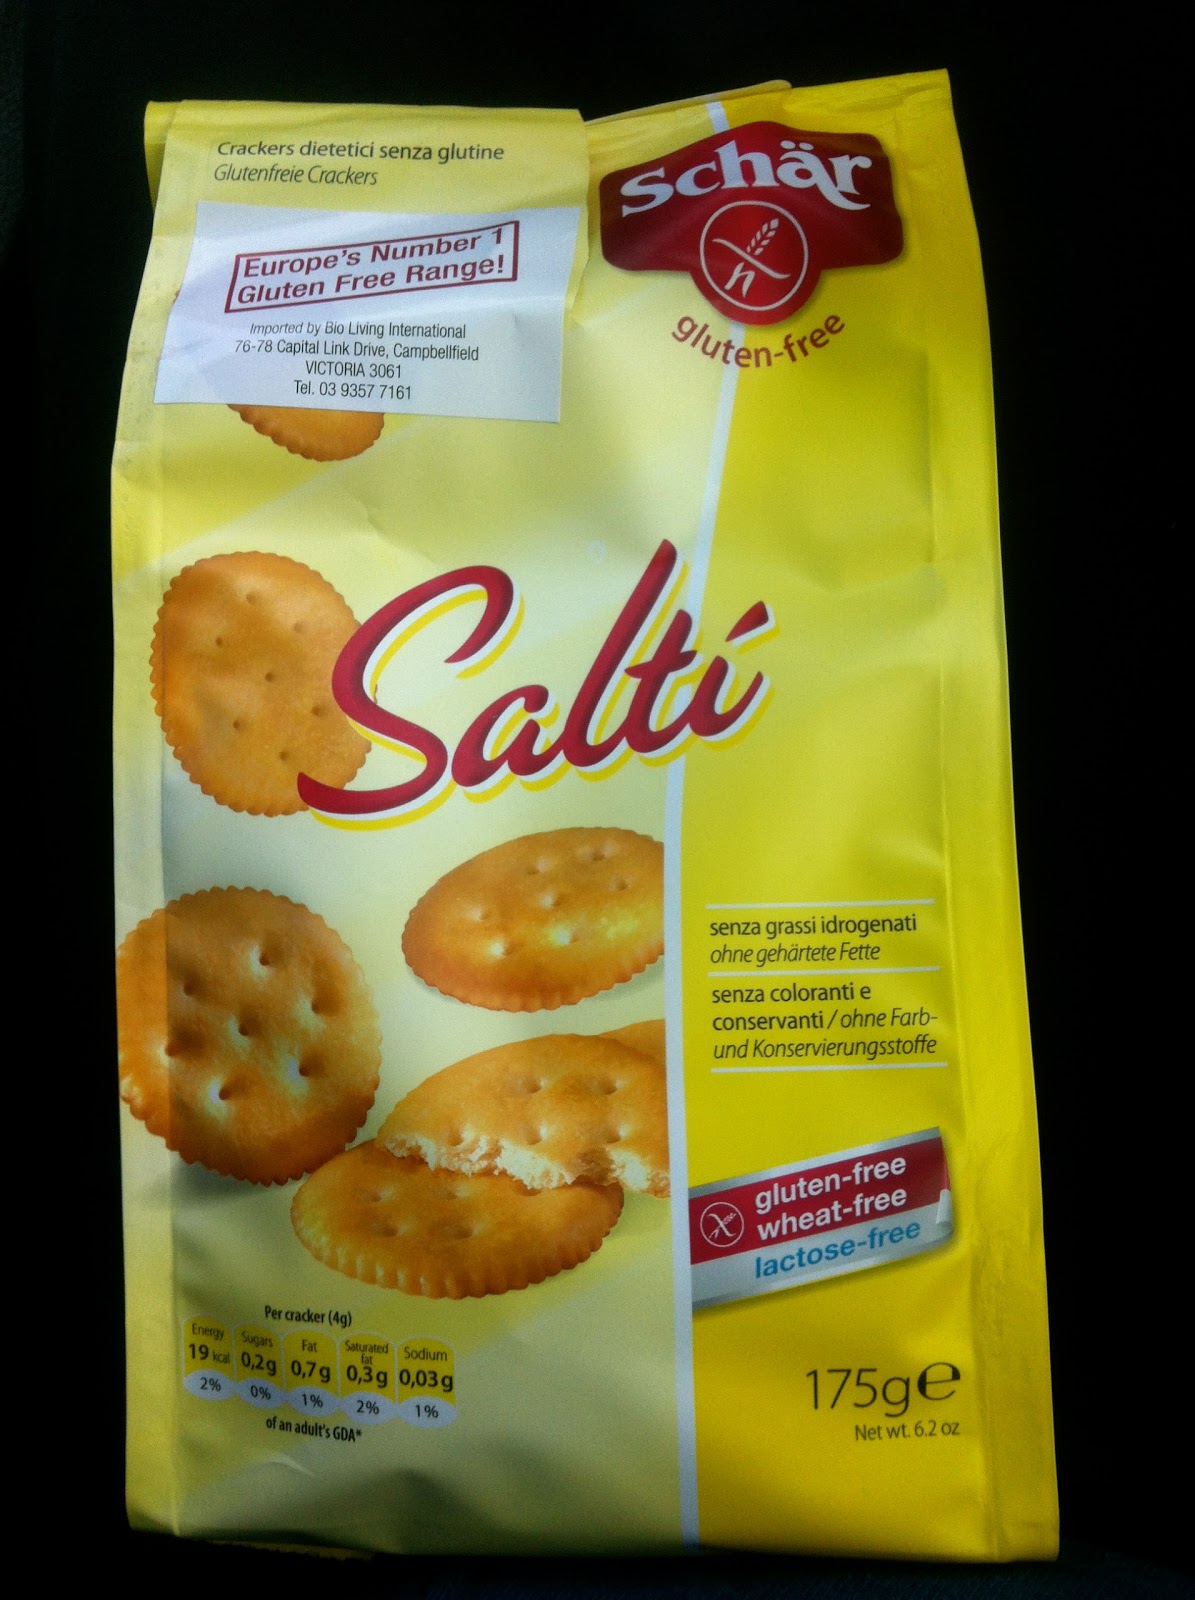 Crackers dietetici senza glutine
Glutenfreie Crackers
Europe's Number 1
Gluten Free Range!
Imported by Bio Living International
76-78 Capital Link Drive, Campbellfield
VICTORIA 3061
Tel. 03 9357 7161
Schär
gluten-free
Salti
senza grassi idrogenati
ohne gehärtete Fette
senza coloranti e
conservanti / ohne Farb-
und Konservierungsstoffe
gluten-free
wheat-free
lactose-free
Per cracker (4g)
Energy Sugars Fat Saturated fat Sodium
19 kcal 0,2g 0,7g 0,3g 0,03g
2% 0% 1% 2% 1%
of an adult's GDA*
175g℮
Net wt. 6.2 oz